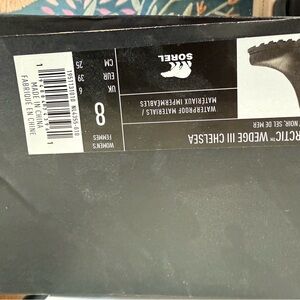 SOREL
WATERPROOF MATERIALS /
MATÉRIAUX IMPERMÉABLES
RCTIC™ WEDGE III CHELSEA
NOIR, SEL DE MER
WOMEN'S
FEMMES
8
UK
6
EUR
39
CM
25
MADE IN CHINA/
FABRIQUÉ EN CHINE